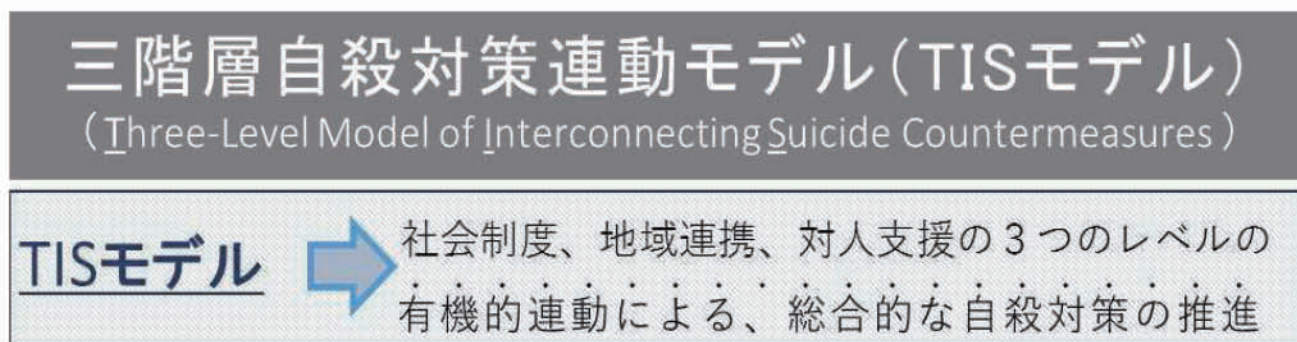 三階層自殺対策連動モデル(TISモデル)
(Three-Level Model of Interconnecting Suicide Countermeasures)
TISモデル
社会制度、地域連携、対人支援の3つのレベルの
有機的連動による、総合的な自殺対策の推進